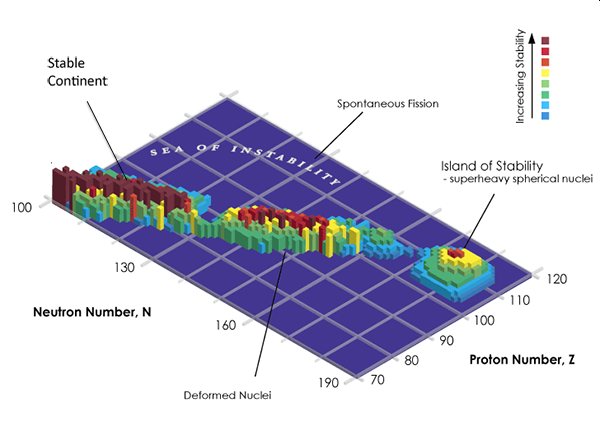 Stable
Continent
Spontaneous Fission
Increasing Stability
SEA OF INSTABILITY
Island of Stability
- superheavy spherical nuclei
100
130
160
190
70
80
90
100
110
120
Neutron Number, N
Proton Number, Z
Deformed Nuclei